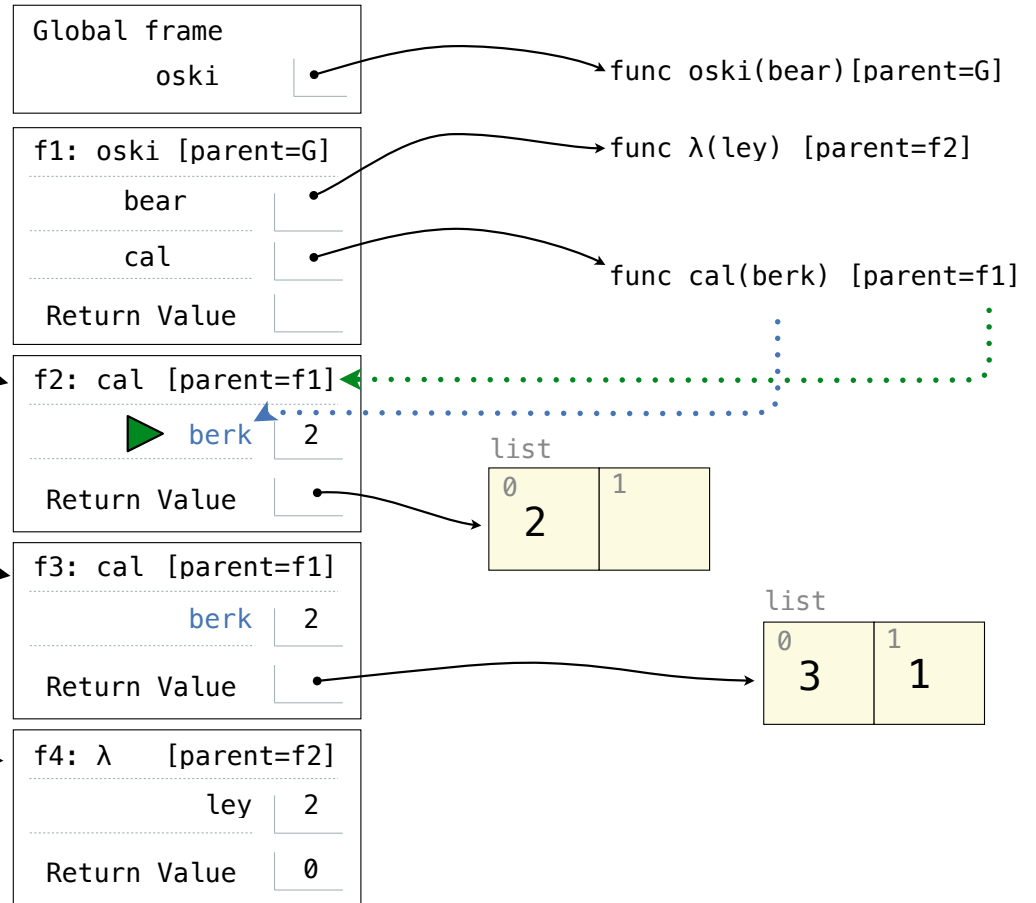 Global frame
oski
func oski(bear)[parent=G]
f1: oski [parent=G]
func λ(ley) [parent=f2]
bear
cal
func cal(berk) [parent=f1]
Return Value
f2: cal [parent=f1]
berk 2
list
0 1
2
Return Value
f3: cal [parent=f1]
berk 2
list
0 1
3 1
Return Value
f4: λ [parent=f2]
ley 2
Return Value 0